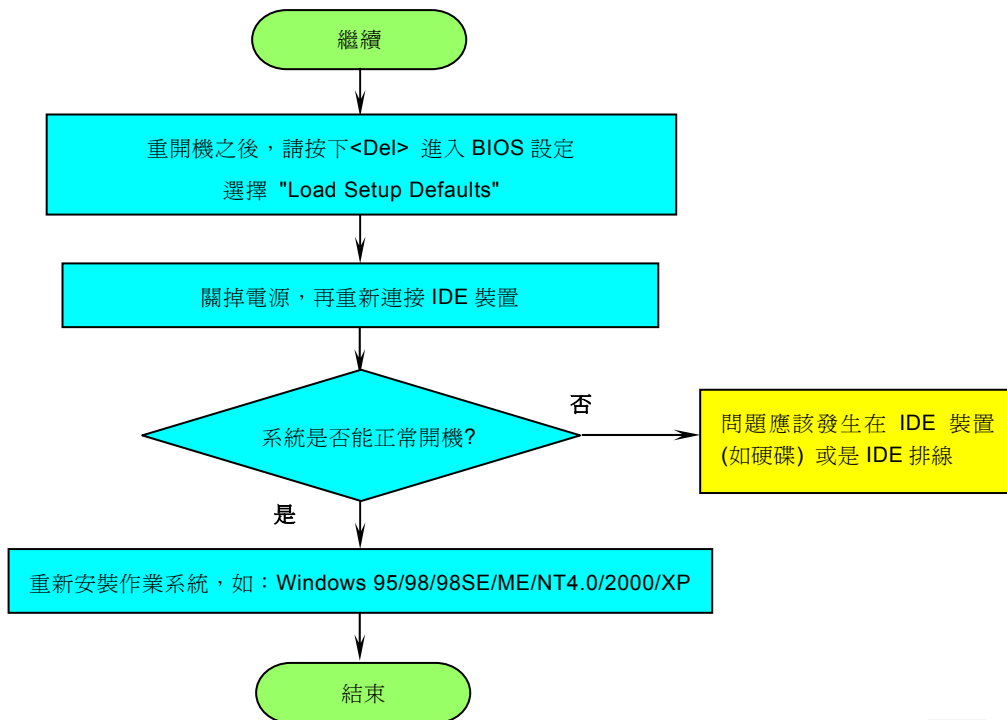 繼續
重開機之後，請按下<Del> 進入 BIOS 設定
選擇 "Load Setup Defaults"
關掉電源，再重新連接 IDE 裝置
系統是否能正常開機?
否
問題應該發生在 IDE 裝置
(如硬碟) 或是 IDE 排線
是
重新安裝作業系統，如：Windows 95/98/98SE/ME/NT4.0/2000/XP
結束